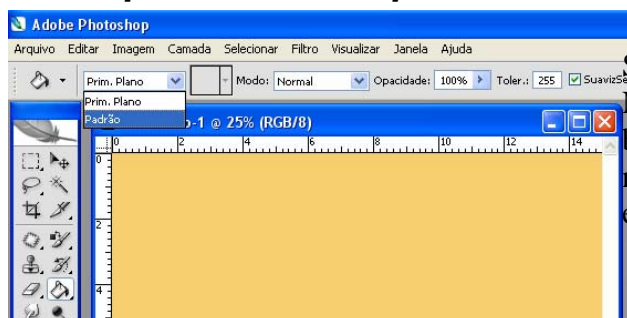 Adobe Photoshop
Arquivo Editar Imagem Camada Selecionar Filtro Visualizar Janela Ajuda
Prim. Plano Modo: Normal Opacidade: 100% Toler.: 255
Prim. Plano
Padrão
-1 @ 25% (RGB/8)
0 2 4 6 8 10 12 14
0
2
4